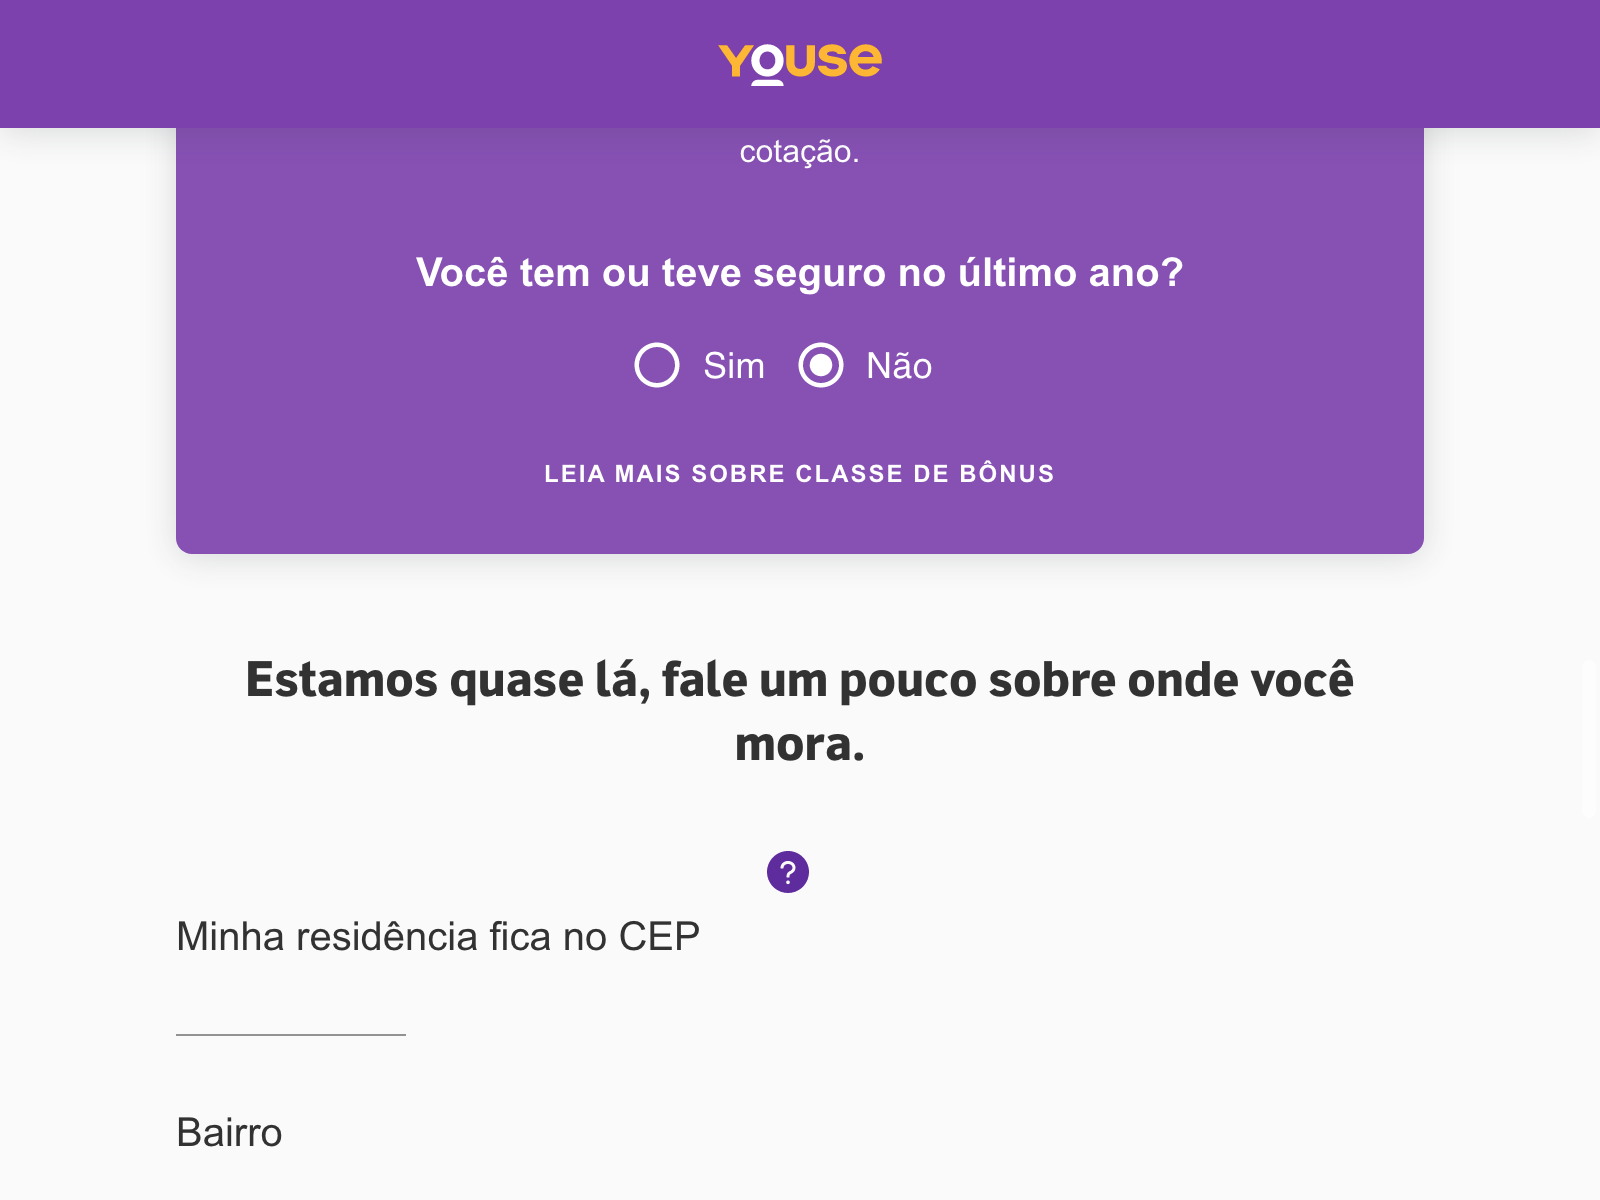 YOUSE
cotação.
Você tem ou teve seguro no último ano?
Sim Não
LEIA MAIS SOBRE CLASSE DE BÔNUS
Estamos quase lá, fale um pouco sobre onde você
mora.
?
Minha residência fica no CEP
Bairro